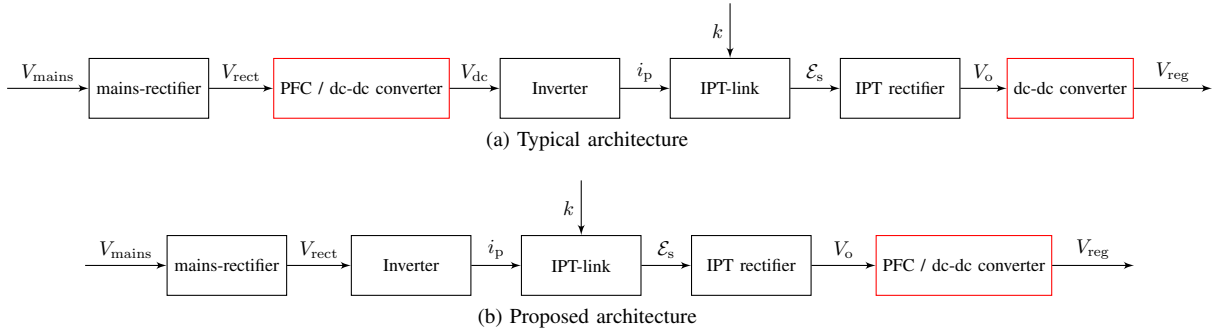 k
V_mains mains-rectifier V_rect PFC / dc-dc converter V_dc Inverter i_p IPT-link ℰ_s IPT rectifier V_o dc-dc converter V_reg
(a) Typical architecture
k
V_mains mains-rectifier V_rect Inverter i_p IPT-link ℰ_s IPT rectifier V_o PFC / dc-dc converter V_reg
(b) Proposed architecture